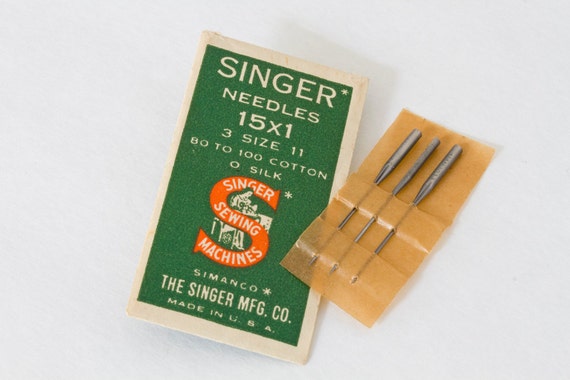 SINGER*
NEEDLES
15x1
3 SIZE 11
80 TO 100 COTTON
O SILK
SINGER *
SEWING
MACHINES
SIMANCO *
THE SINGER MFG. CO.
MADE IN U. S. A.